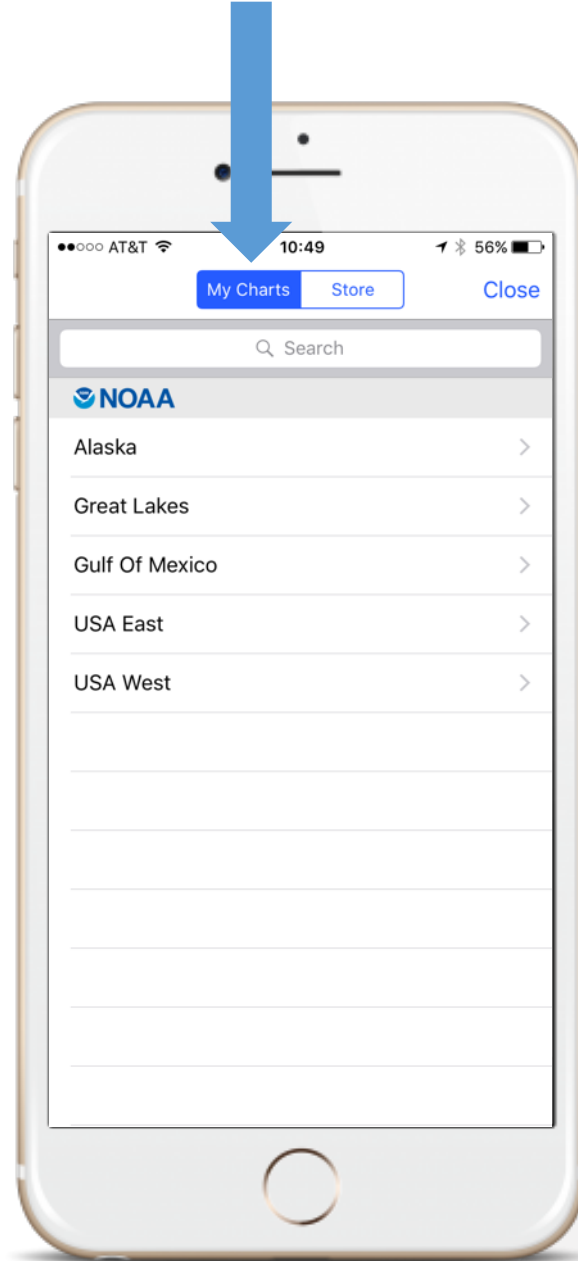 AT&T 10:49 56%
My Charts Store Close
Search
NOAA
Alaska
Great Lakes
Gulf Of Mexico
USA East
USA West